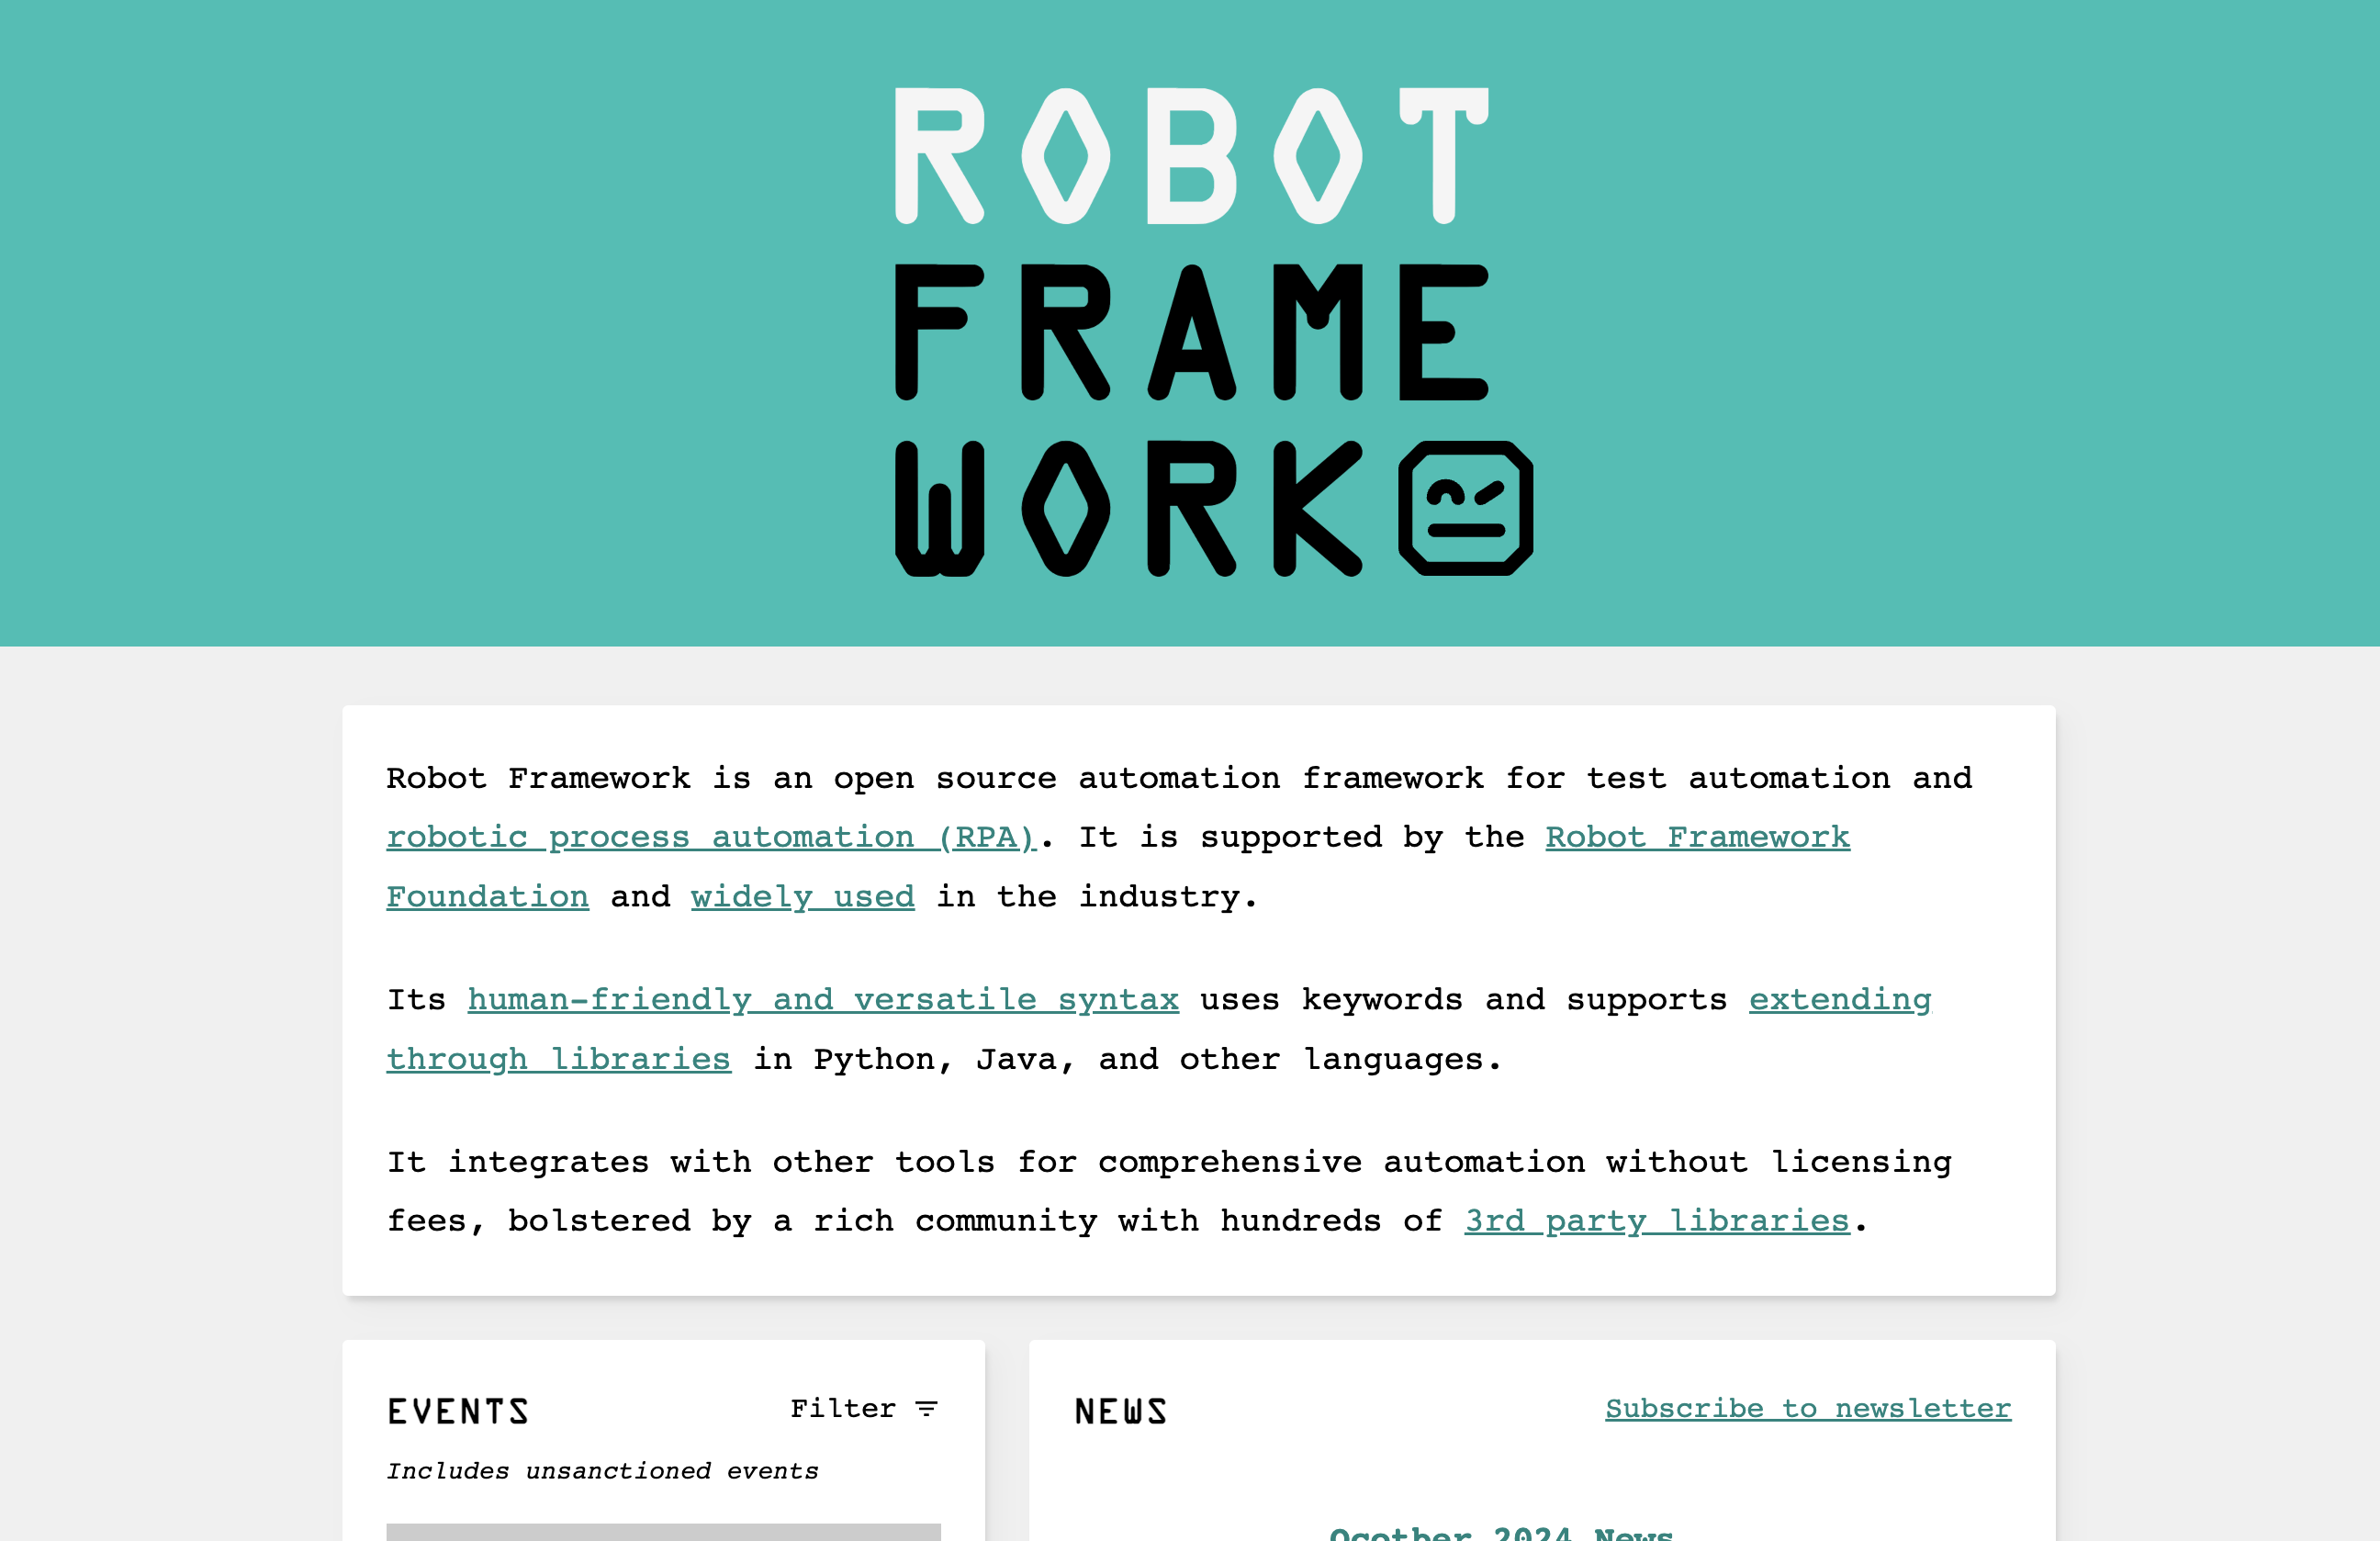 ROBOT
FRAME
WORK
Robot Framework is an open source automation framework for test automation and
robotic process automation (RPA). It is supported by the Robot Framework
Foundation and widely used in the industry.
Its human-friendly and versatile syntax uses keywords and supports extending
through libraries in Python, Java, and other languages.
It integrates with other tools for comprehensive automation without licensing
fees, bolstered by a rich community with hundreds of 3rd party libraries.
EVENTS
Filter
Includes unsanctioned events
NEWS
Subscribe to newsletter
Ocotber 2024 News